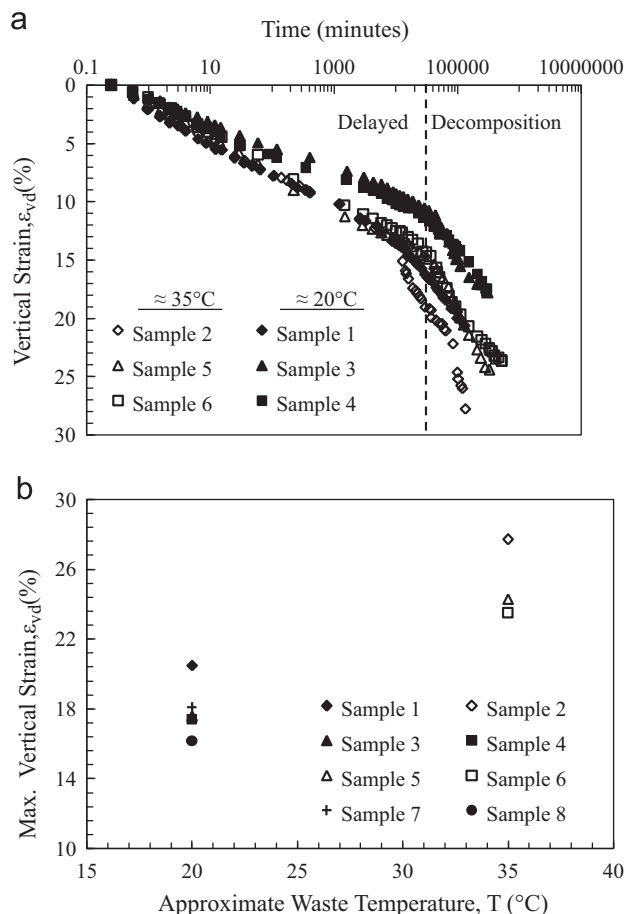 a
Time (minutes)
0.1 10 1000 100000 10000000
0
5
10
15
20
25
30
Vertical Strain,εvd(%)
Delayed Decomposition
≈ 35°C ≈ 20°C
Sample 2 Sample 1
Sample 5 Sample 3
Sample 6 Sample 4
b
30
26
22
18
14
10
Max. Vertical Strain,εvd(%)
Sample 1 Sample 2
Sample 3 Sample 4
Sample 5 Sample 6
Sample 7 Sample 8
15 20 25 30 35 40
Approximate Waste Temperature, T (°C)